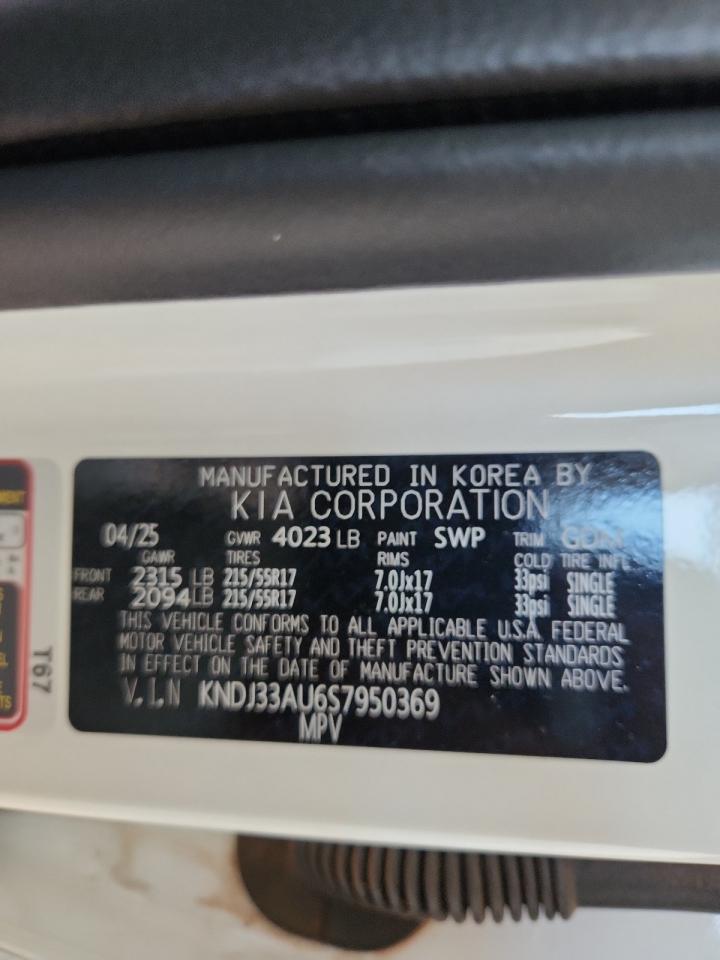 MANUFACTURED IN KOREA BY
KIA CORPORATION
04/25 GVWR 4023 LB PAINT SWP TRIM
GAWR TIRES RIMS COLD TIRE INFL
FRONT 2315 LB 215/55R17 7.0Jx17 33psi SINGLE
REAR 2094 LB 215/55R17 7.0Jx17 33psi SINGLE
THIS VEHICLE CONFORMS TO ALL APPLICABLE U.S.A. FEDERAL
MOTOR VEHICLE SAFETY AND THEFT PREVENTION STANDARDS
IN EFFECT ON THE DATE OF MANUFACTURE SHOWN ABOVE.
V.I.N KNDJ33AU6S7950369
MPV
T67